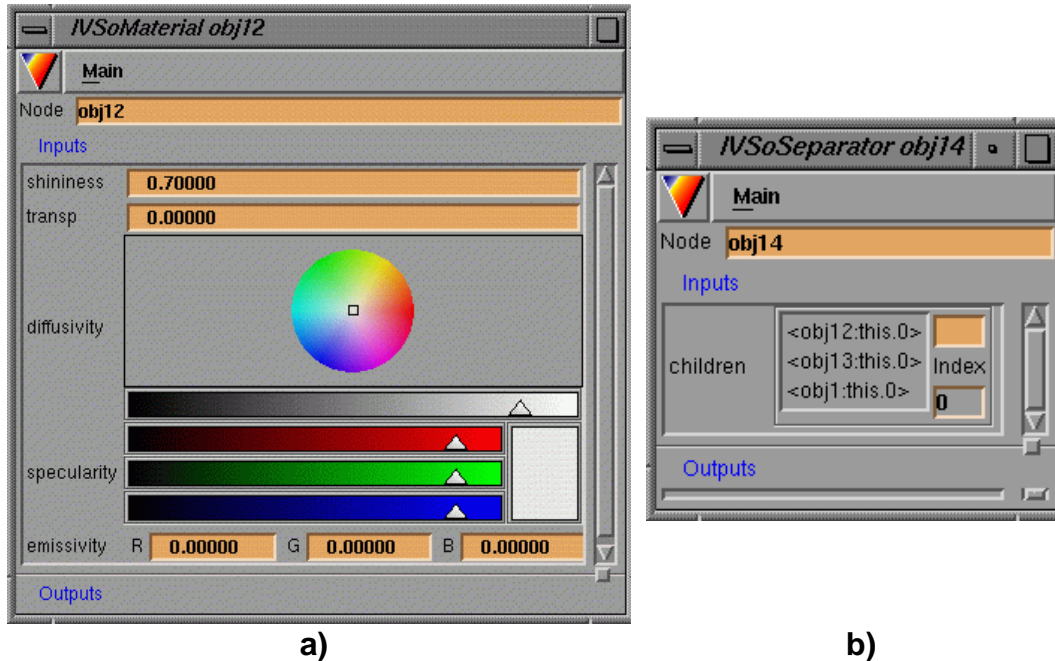 IVSoMaterial obj12
Main
Node obj12
Inputs
shininess 0.70000
transp 0.00000
diffusivity
specularity
emissivity R 0.00000 G 0.00000 B 0.00000
Outputs
a)
IVSoSeparator obj14
Main
Node obj14
Inputs
children
<obj12:this.0>
<obj13:this.0>
<obj1:this.0>
Index
0
Outputs
b)